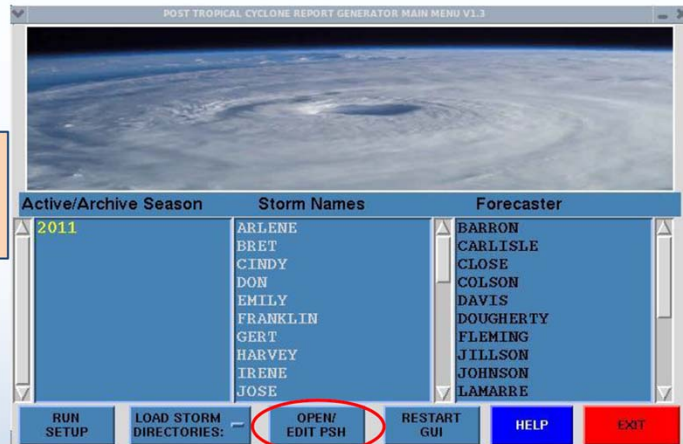 POST TROPICAL CYCLONE REPORT GENERATOR MAIN MENU V1.3
Active/Archive Season Storm Names Forecaster
2011
ARLENE
BRET
CINDY
DON
EMILY
FRANKLIN
GERT
HARVEY
IRENE
JOSE
BARRON
CARLISLE
CLOSE
COLSON
DAVIS
DOUGHERTY
FLEMING
JILLSON
JOHNSON
LAMARRE
RUN
SETUP
LOAD STORM
DIRECTORIES:
OPEN/
EDIT PSH
RESTART
GUI
HELP
EXIT